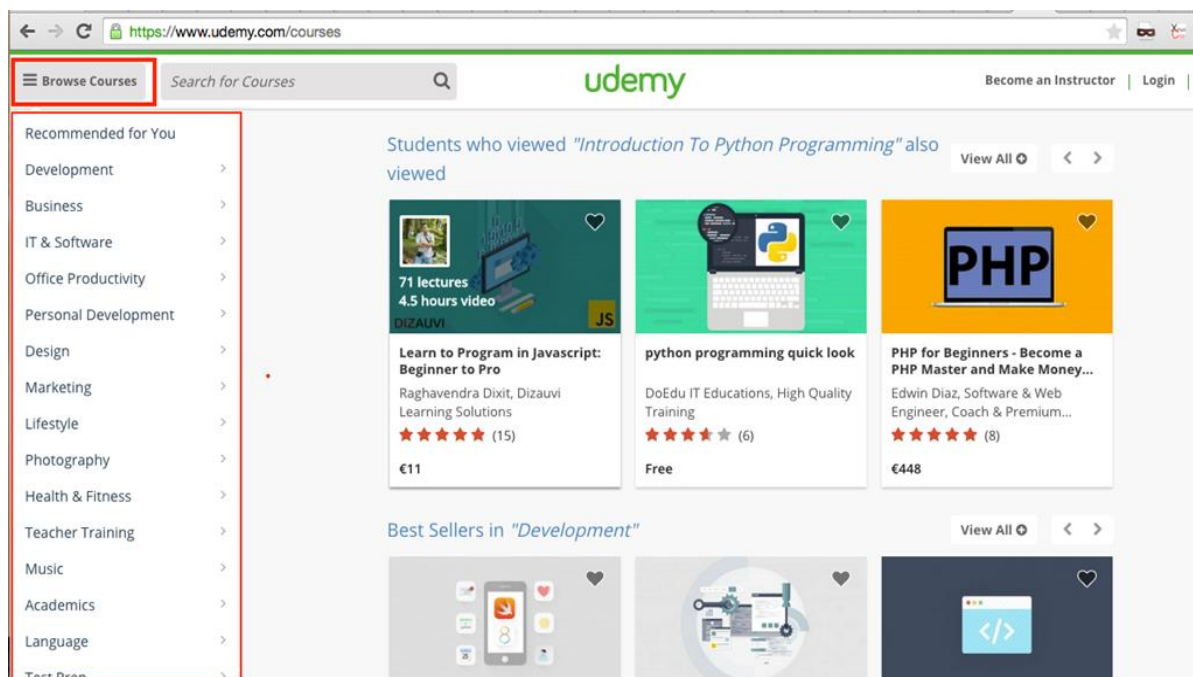 https://www.udemy.com/courses
Browse Courses
Search for Courses
udemy
Become an Instructor | Login |
Recommended for You
Development
Business
IT & Software
Office Productivity
Personal Development
Design
Marketing
Lifestyle
Photography
Health & Fitness
Teacher Training
Music
Academics
Language
Test Prep
Students who viewed "Introduction To Python Programming" also
viewed
View All
71 lectures
4.5 hours video
DIZAUVI
JS
Learn to Program in Javascript:
Beginner to Pro
Raghavendra Dixit, Dizauvi
Learning Solutions
(15)
€11
python programming quick look
DoEdu IT Educations, High Quality
Training
(6)
Free
PHP
PHP for Beginners - Become a
PHP Master and Make Money...
Edwin Diaz, Software & Web
Engineer, Coach & Premium...
(8)
€448
Best Sellers in "Development"
View All
8
</>